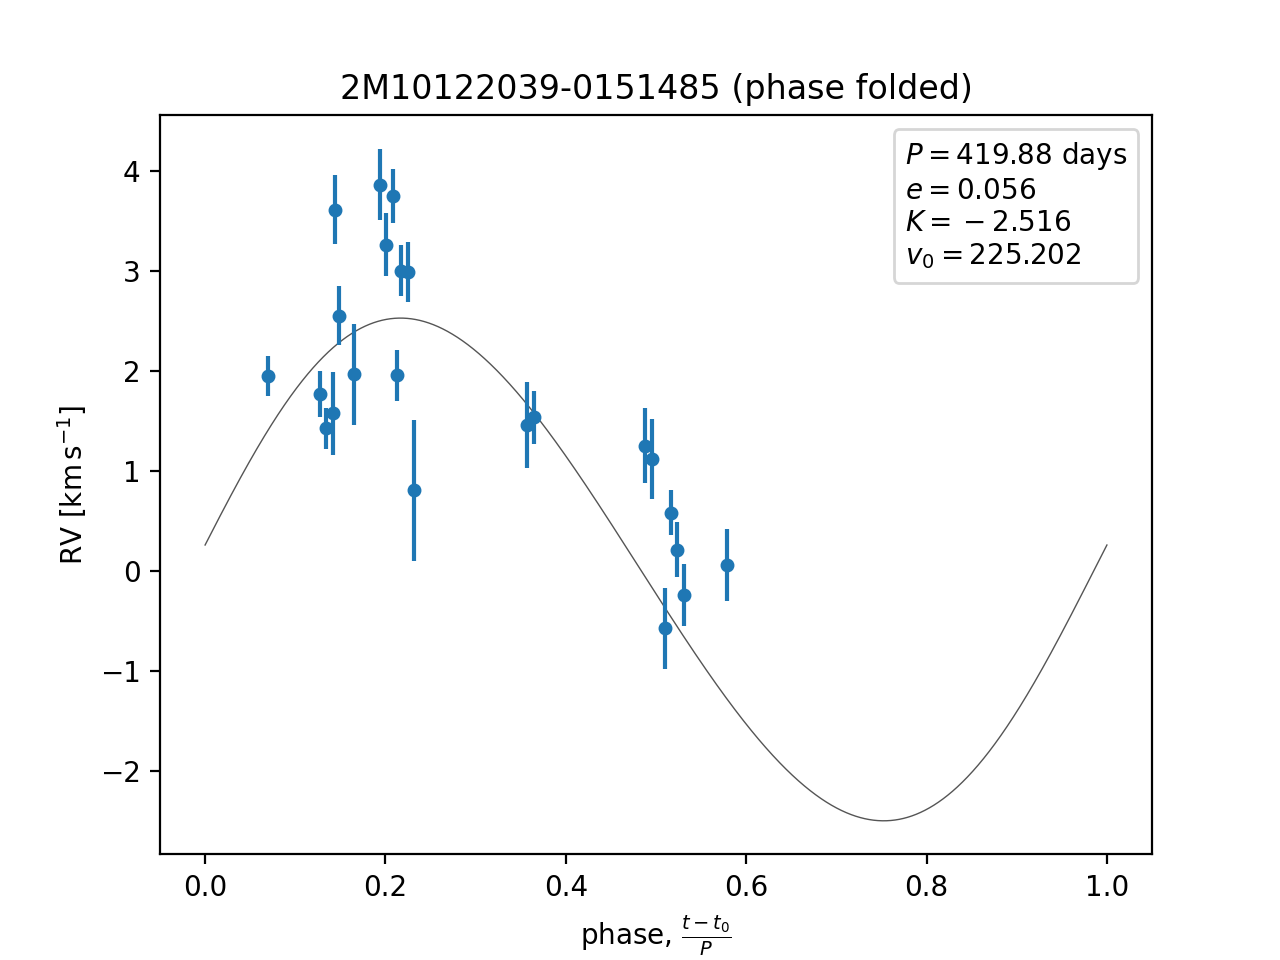 2M10122039-0151485 (phase folded)
P = 419.88 days
e = 0.056
K = −2.516
v₀ = 225.202
4
3
2
1
0
−1
−2
RV [km s⁻¹]
0.0 0.2 0.4 0.6 0.8 1.0
phase, (t − t₀)/P